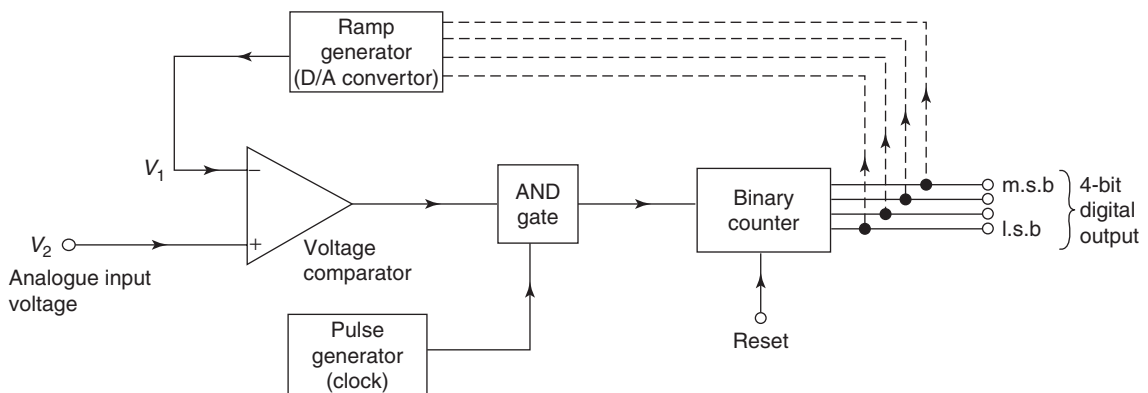 Ramp
generator
(D/A convertor)
V1
−
AND
gate
Binary
counter
m.s.b
l.s.b
4-bit
digital
output
V2
+
Voltage
comparator
Analogue input
voltage
Pulse
generator
(clock)
Reset